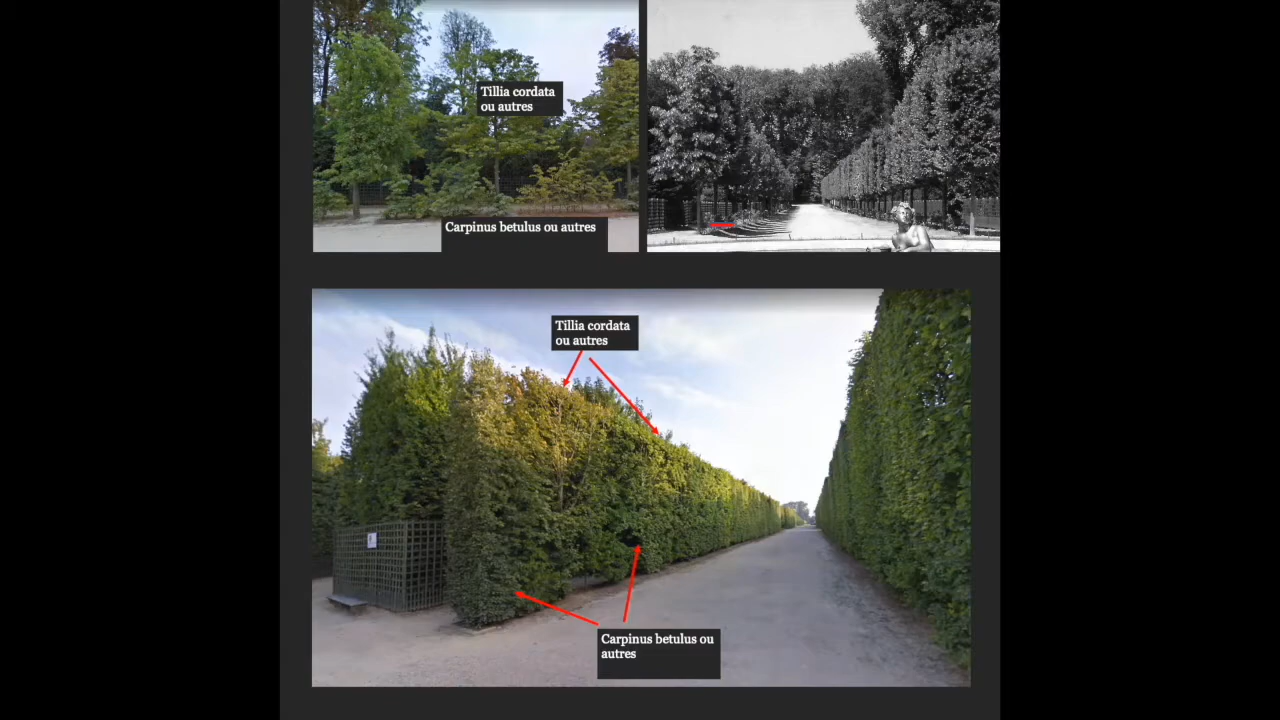 Tillia cordata
ou autres
Carpinus betulus ou autres
Tillia cordata
ou autres
Carpinus betulus ou
autres